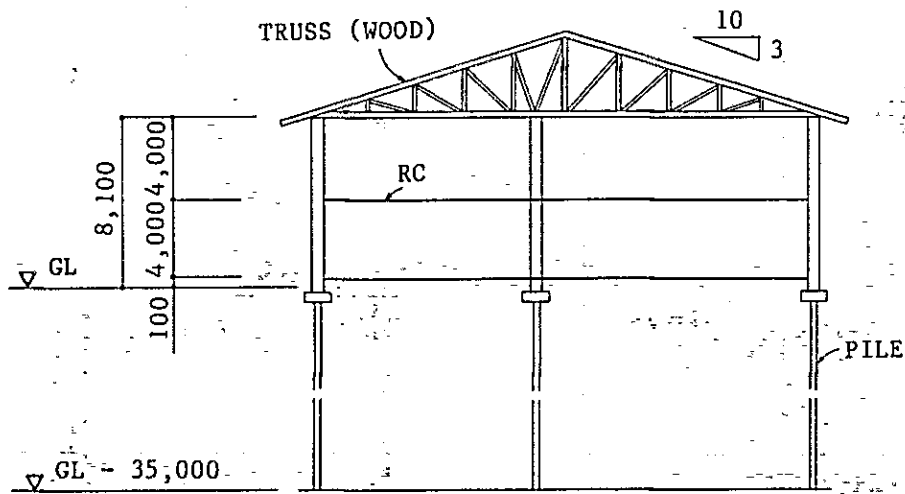 TRUSS (WOOD)
10
3
8,100
4,000
4,000
100
RC
GL
PILE
GL - 35,000